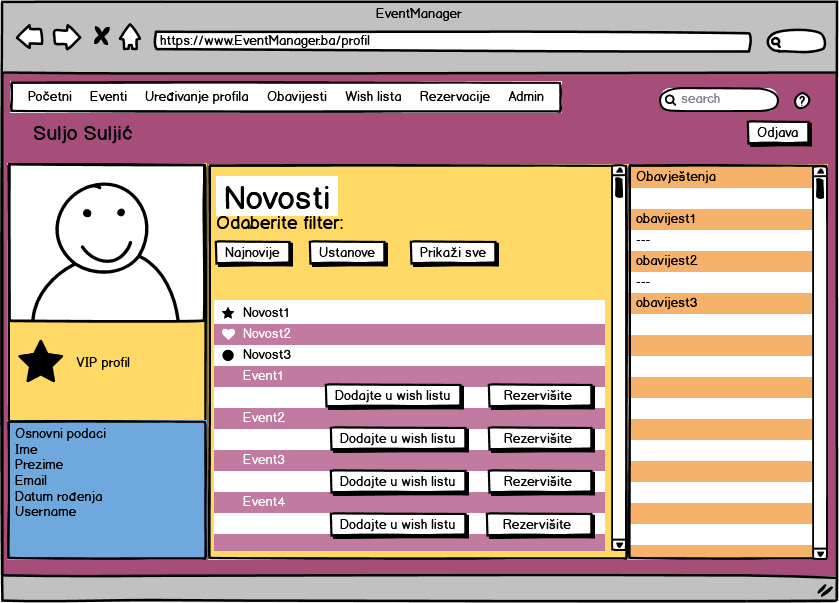 EventManager
https://www.EventManager.ba/profil
Početni Eventi Uređivanje profila Obavijesti Wish lista Rezervacije Admin
search
?
Suljo Suljić
Odjava
VIP profil
Osnovni podaci
Ime
Prezime
Email
Datum rođenja
Username
Novosti
Odaberite filter:
Najnovije Ustanove Prikaži sve
Novost1
Novost2
Novost3
Event1
Dodajte u wish listu Rezervišite
Event2
Dodajte u wish listu Rezervišite
Event3
Dodajte u wish listu Rezervišite
Event4
Dodajte u wish listu Rezervišite
Obavještenja
obavijest1
---
obavijest2
---
obavijest3